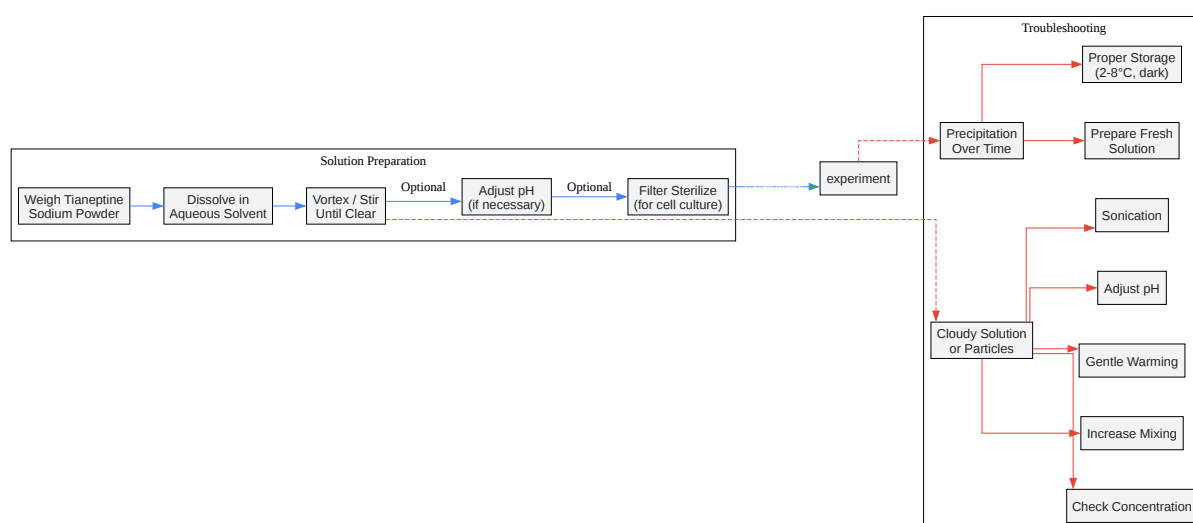 Solution Preparation
Weigh Tianeptine
Sodium Powder
Dissolve in
Aqueous Solvent
Vortex / Stir
Until Clear
Optional
Adjust pH
(if necessary)
Optional
Filter Sterilize
(for cell culture)
experiment
Troubleshooting
Precipitation
Over Time
Proper Storage
(2-8°C, dark)
Prepare Fresh
Solution
Cloudy Solution
or Particles
Sonication
Adjust pH
Gentle Warming
Increase Mixing
Check Concentration